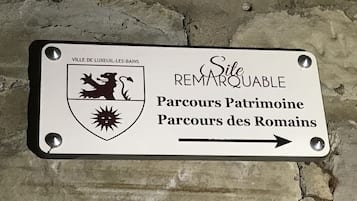 VILLE DE LUXEUIL-LES-BAINS
Site
REMARQUABLE
Parcours Patrimoine
Parcours des Romains